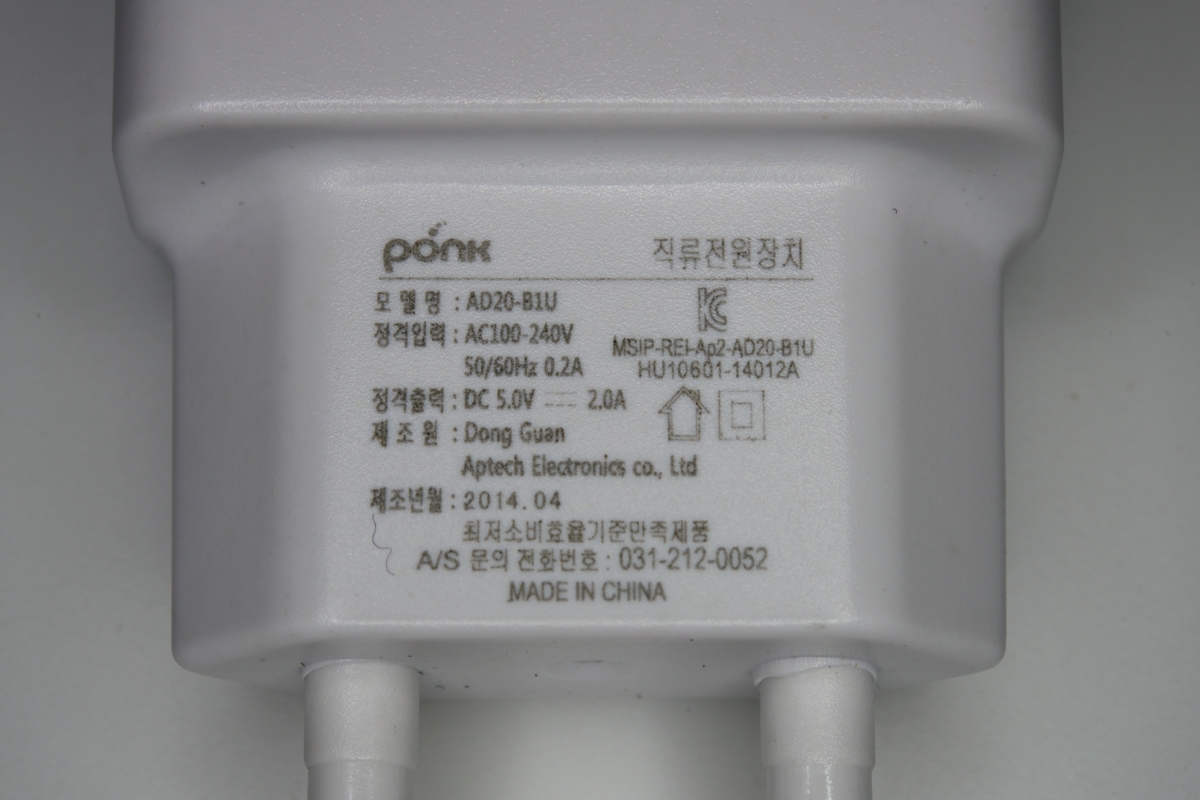 ponk 직류전원장치
모 델 명 : AD20-B1U
정격입력 : AC100-240V
50/60Hz 0.2A
MSIP-REI-Ap2-AD20-B1U
HU10601-14012A
정격출력 : DC 5.0V ⎓ 2.0A
제 조 원 : Dong Guan
Aptech Electronics co., Ltd
제조년월 : 2014.04
최저소비효율기준만족제품
A/S 문의 전화번호 : 031-212-0052
MADE IN CHINA